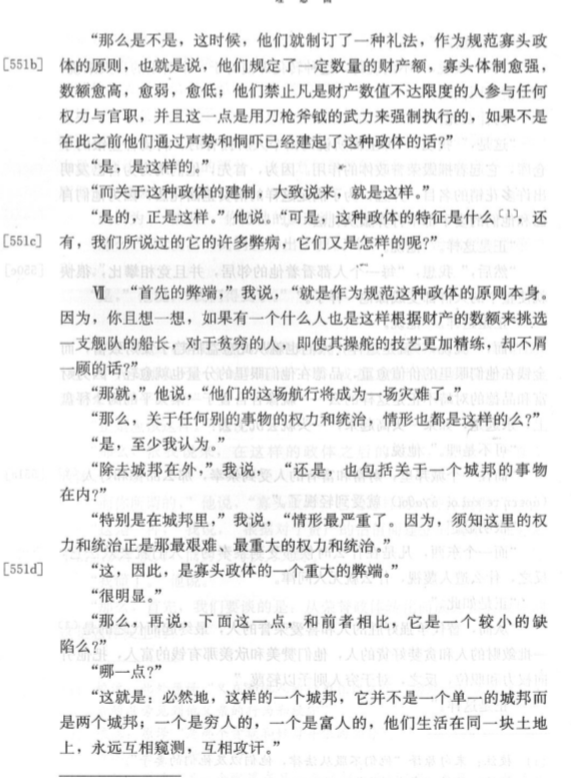 “那么是不是，这时候，他们就制订了一种礼法，作为规范寡头政
[551b] 体的原则，也就是说，他们规定了一定数量的财产额，寡头体制愈强，
数额愈高，愈弱，愈低；他们禁止凡是财产数值不达限度的人参与任何
权力与官职，并且这一点是用刀枪斧钺的武力来强制执行的，如果不是
在此之前他们通过声势和恫吓已经建起了这种政体的话？”
“是，是这样的。”
“而关于这种政体的建制，大致说来，就是这样。”
“是的，正是这样。”他说。“可是，这种政体的特征是什么〔1〕，还
[551c] 有，我们所说过的它的许多弊病，它们又是怎样的呢？”
Ⅶ. “首先的弊端，”我说，“就是作为规范这种政体的原则本身。
因为，你且想一想，如果有一个什么人也是这样根据财产的数额来挑选
一支舰队的船长，对于贫穷的人，即使其操舵的技艺更加精练，却不屑
一顾的话？”
“那就，”他说，“他们的这场航行将成为一场灾难了。”
“那么，关于任何别的事物的权力和统治，情形也都是这样的么？”
“是，至少我认为。”
“除去城邦在外，”我说，“还是，也包括关于一个城邦的事物
在内？”
“特别是在城邦里，”我说，“情形最严重了。因为，须知这里的权
力和统治正是那最艰难、最重大的权力和统治。”
[551d] “这，因此，是寡头政体的一个重大的弊端。”
“很明显。”
“那么，再说，下面这一点，和前者相比，它是一个较小的缺
陷么？”
“哪一点？”
“这就是：必然地，这样的一个城邦，它并不是一个单一的城邦而
是两个城邦；一个是穷人的，一个是富人的，他们生活在同一块土地
上，永远互相窥测，互相攻讦。”